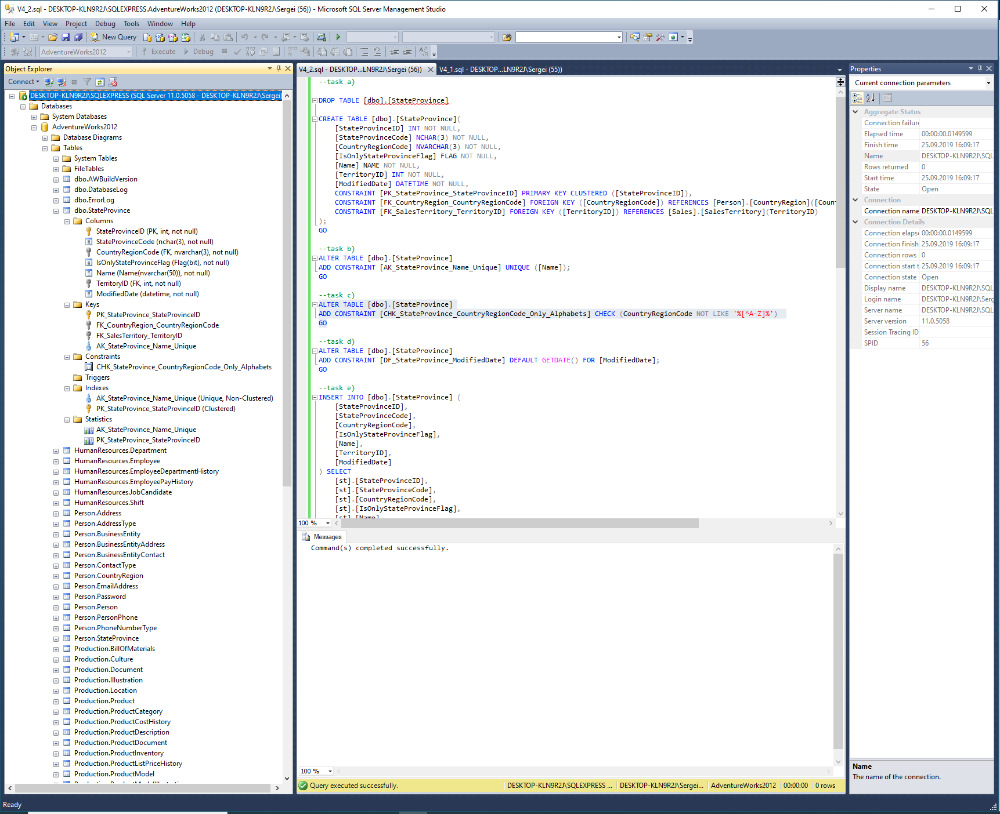 V4_2.sql - DESKTOP-KLN9R2J\SQLEXPRESS.AdventureWorks2012 (DESKTOP-KLN9R2J\Sergei (56)) - Microsoft SQL Server Management Studio
File Edit View Project Debug Tools Window Help
New Query
AdventureWorks2012 Execute Debug
Object Explorer
Connect
DESKTOP-KLN9R2J\SQLEXPRESS (SQL Server 11.0.5058 - DESKTOP-KLN9R2J\Sergei)
Databases
System Databases
AdventureWorks2012
Database Diagrams
Tables
System Tables
FileTables
dbo.AWBuildVersion
dbo.DatabaseLog
dbo.ErrorLog
dbo.StateProvince
Columns
StateProvinceID (PK, int, not null)
StateProvinceCode (nchar(3), not null)
CountryRegionCode (FK, nvarchar(3), not null)
IsOnlyStateProvinceFlag (Flag(bit), not null)
Name (Name(nvarchar(50)), not null)
TerritoryID (FK, int, not null)
ModifiedDate (datetime, not null)
Keys
PK_StateProvince_StateProvinceID
FK_CountryRegion_CountryRegionCode
FK_SalesTerritory_TerritoryID
AK_StateProvince_Name_Unique
Constraints
CHK_StateProvince_CountryRegionCode_Only_Alphabets
Triggers
Indexes
AK_StateProvince_Name_Unique (Unique, Non-Clustered)
PK_StateProvince_StateProvinceID (Clustered)
Statistics
AK_StateProvince_Name_Unique
PK_StateProvince_StateProvinceID
HumanResources.Department
HumanResources.Employee
HumanResources.EmployeeDepartmentHistory
HumanResources.EmployeePayHistory
HumanResources.JobCandidate
HumanResources.Shift
Person.Address
Person.AddressType
Person.BusinessEntity
Person.BusinessEntityAddress
Person.BusinessEntityContact
Person.ContactType
Person.CountryRegion
Person.EmailAddress
Person.Password
Person.Person
Person.PersonPhone
Person.PhoneNumberType
Person.StateProvince
Production.BillOfMaterials
Production.Culture
Production.Document
Production.Illustration
Production.Location
Production.Product
Production.ProductCategory
Production.ProductCostHistory
Production.ProductDescription
Production.ProductDocument
Production.ProductInventory
Production.ProductListPriceHistory
Production.ProductModel
V4_2.sql - DESKTOP...LN9R2J\Sergei (56)) V4_1.sql - DESKTOP...LN9R2J\Sergei (55))
--task a)
DROP TABLE [dbo].[StateProvince]
CREATE TABLE [dbo].[StateProvince](
[StateProvinceID] INT NOT NULL,
[StateProvinceCode] NCHAR(3) NOT NULL,
[CountryRegionCode] NVARCHAR(3) NOT NULL,
[IsOnlyStateProvinceFlag] FLAG NOT NULL,
[Name] NAME NOT NULL,
[TerritoryID] INT NOT NULL,
[ModifiedDate] DATETIME NOT NULL,
CONSTRAINT [PK_StateProvince_StateProvinceID] PRIMARY KEY CLUSTERED ([StateProvinceID]),
CONSTRAINT [FK_CountryRegion_CountryRegionCode] FOREIGN KEY ([CountryRegionCode]) REFERENCES [Person].[CountryRegion]([Coun
CONSTRAINT [FK_SalesTerritory_TerritoryID] FOREIGN KEY ([TerritoryID]) REFERENCES [Sales].[SalesTerritory](TerritoryID)
);
GO
--task b)
ALTER TABLE [dbo].[StateProvince]
ADD CONSTRAINT [AK_StateProvince_Name_Unique] UNIQUE ([Name]);
GO
--task c)
ALTER TABLE [dbo].[StateProvince]
ADD CONSTRAINT [CHK_StateProvince_CountryRegionCode_Only_Alphabets] CHECK (CountryRegionCode NOT LIKE '%[^A-Z]%')
GO
--task d)
ALTER TABLE [dbo].[StateProvince]
ADD CONSTRAINT [DF_StateProvince_ModifiedDate] DEFAULT GETDATE() FOR [ModifiedDate];
GO
--task e)
INSERT INTO [dbo].[StateProvince] (
[StateProvinceID],
[StateProvinceCode],
[CountryRegionCode],
[IsOnlyStateProvinceFlag],
[Name],
[TerritoryID],
[ModifiedDate]
) SELECT
[st].[StateProvinceID],
[st].[StateProvinceCode],
[st].[CountryRegionCode],
[st].[IsOnlyStateProvinceFlag],
[st].[Name]
100 %
Messages
Command(s) completed successfully.
100 %
Query executed successfully. DESKTOP-KLN9R2J\SQLEXPRESS ... DESKTOP-KLN9R2J\Sergei... AdventureWorks2012 00:00:00 0 rows
Properties
Current connection parameters
Aggregate Status
Connection failure
Elapsed time 00:00:00.0149599
Finish time 25.09.2019 16:09:17
Name DESKTOP-KLN9R2J\SQL
Rows returned 0
Start time 25.09.2019 16:09:17
State Open
Connection
Connection name DESKTOP-KLN9R2J\SQL
Connection Details
Connection elapse 00:00:00.0149599
Connection finish 25.09.2019 16:09:17
Connection rows 0
Connection start t 25.09.2019 16:09:17
Connection state Open
Display name DESKTOP-KLN9R2J\SQL
Login name DESKTOP-KLN9R2J\Serg
Server name DESKTOP-KLN9R2J\SQL
Server version 11.0.5058
Session Tracing ID
SPID 56
Name
The name of the connection.
Ready